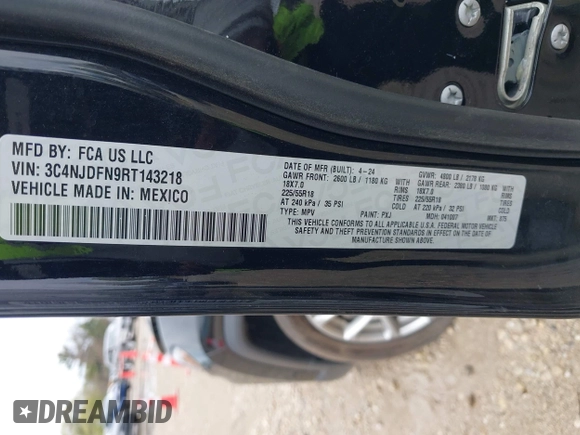 MFD BY: FCA US LLC
VIN: 3C4NJDFN9RT143218
VEHICLE MADE IN: MEXICO
DATE OF MFR (BUILT): 4-24
GVWR: 4800 LB / 2178 KG
GAWR FRONT: 2600 LB / 1180 KG WITH
GAWR REAR: 2380 LB / 1080 KG WITH
18X7.0 RIMS 18X7.0 RIMS
225/55R18 TIRES 225/55R18 TIRES
AT 240 kPa / 35 PSI AT 220 kPa / 32 PSI
TYPE: MPV PAINT: PXJ MDH: 041007
THIS VEHICLE CONFORMS TO ALL APPLICABLE U.S.A. FEDERAL MOTOR VEHICLE
SAFETY AND THEFT PREVENTION STANDARDS IN EFFECT ON THE DATE OF
MANUFACTURE SHOWN ABOVE.
DREAMBID